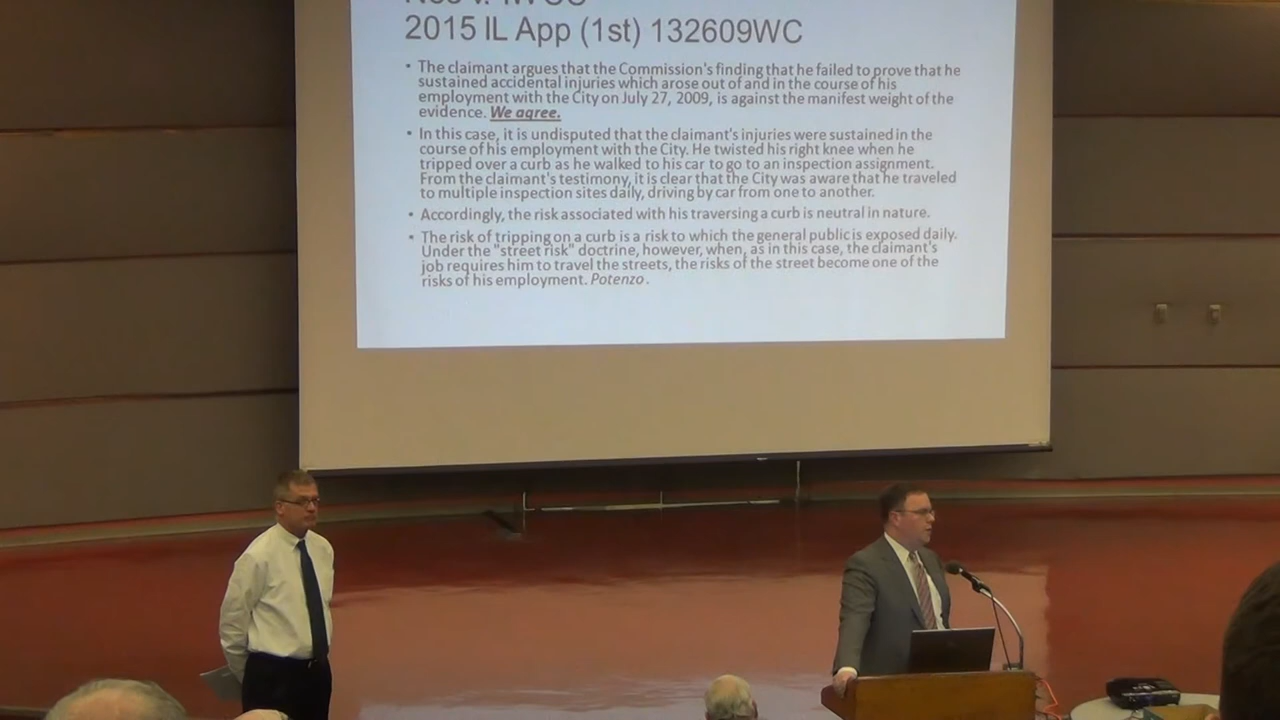 2015 IL App (1st) 132609WC
• The claimant argues that the Commission's finding that he failed to prove that he
sustained accidental injuries which arose out of and in the course of his
employment with the City on July 27, 2009, is against the manifest weight of the
evidence. We agree.
• In this case, it is undisputed that the claimant's injuries were sustained in the
course of his employment with the City. He twisted his right knee when he
tripped over a curb as he walked to his car to go to an inspection assignment.
From the claimant's testimony, it is clear that the City was aware that he traveled
to multiple inspection sites daily, driving by car from one to another.
• Accordingly, the risk associated with his traversing a curb is neutral in nature.
• The risk of tripping on a curb is a risk to which the general public is exposed daily.
Under the "street risk" doctrine, however, when, as in this case, the claimant's
job requires him to travel the streets, the risks of the street become one of the
risks of his employment. Potenzo.